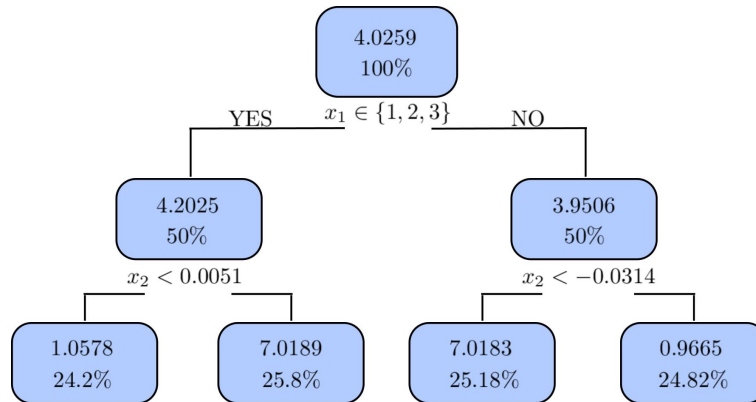 4.0259
100%
x₁ ∈ {1, 2, 3}
YES
NO
4.2025
50%
3.9506
50%
x₂ < 0.0051
x₂ < −0.0314
1.0578
24.2%
7.0189
25.8%
7.0183
25.18%
0.9665
24.82%